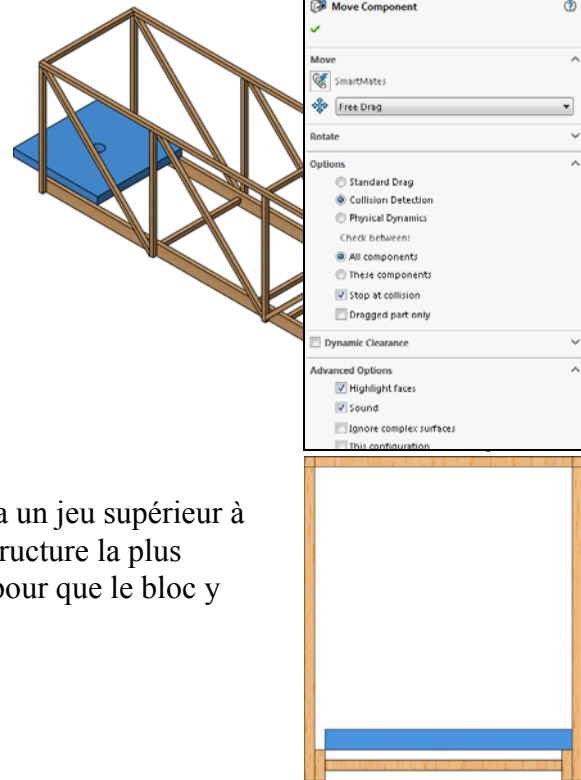 Move Component
Move
SmartMates
Free Drag
Rotate
Options
Standard Drag
Collision Detection
Physical Dynamics
Check between:
All components
These components
Stop at collision
Dragged part only
Dynamic Clearance
Advanced Options
Highlight faces
Sound
Ignore complex surfaces
This configuration
a un jeu supérieur à
ructure la plus
pour que le bloc y